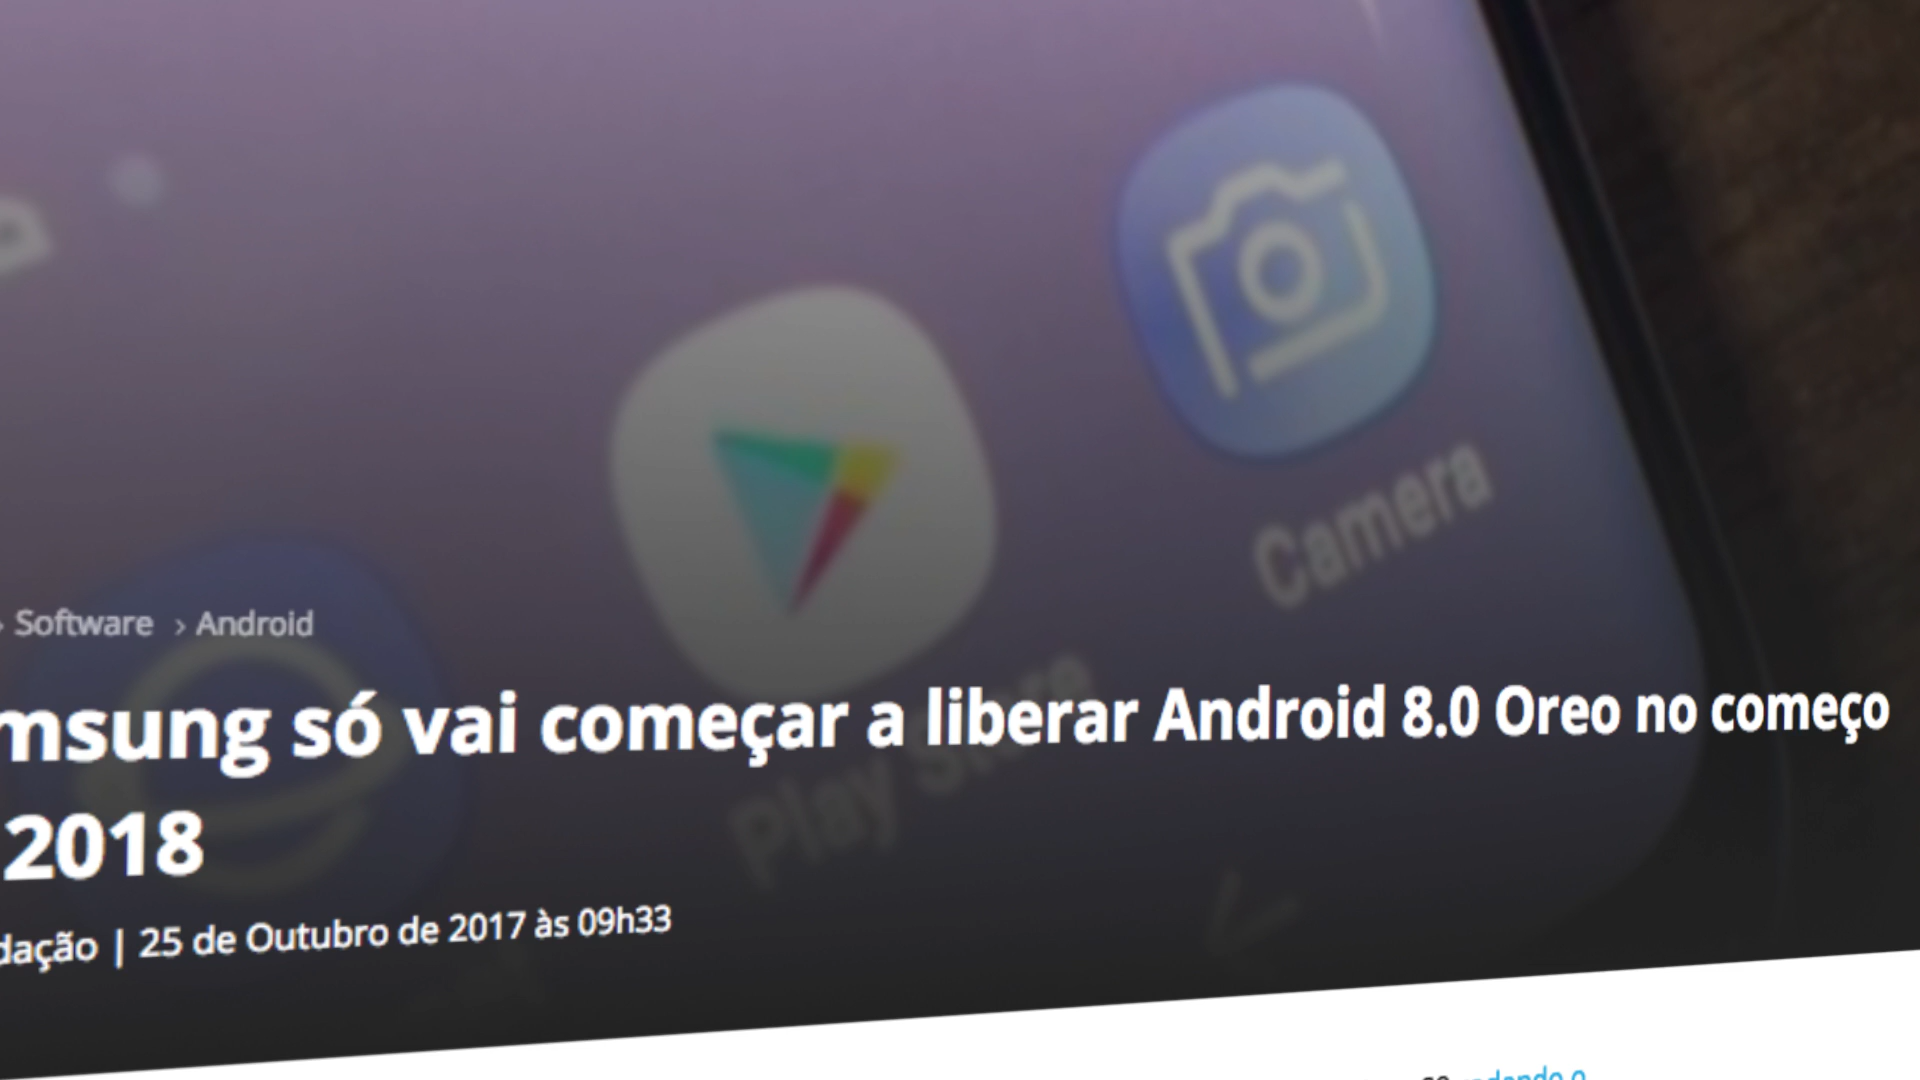 Camera
Play Store
› Software › Android
msung só vai começar a liberar Android 8.0 Oreo no começo
2018
dação | 25 de Outubro de 2017 às 09h33